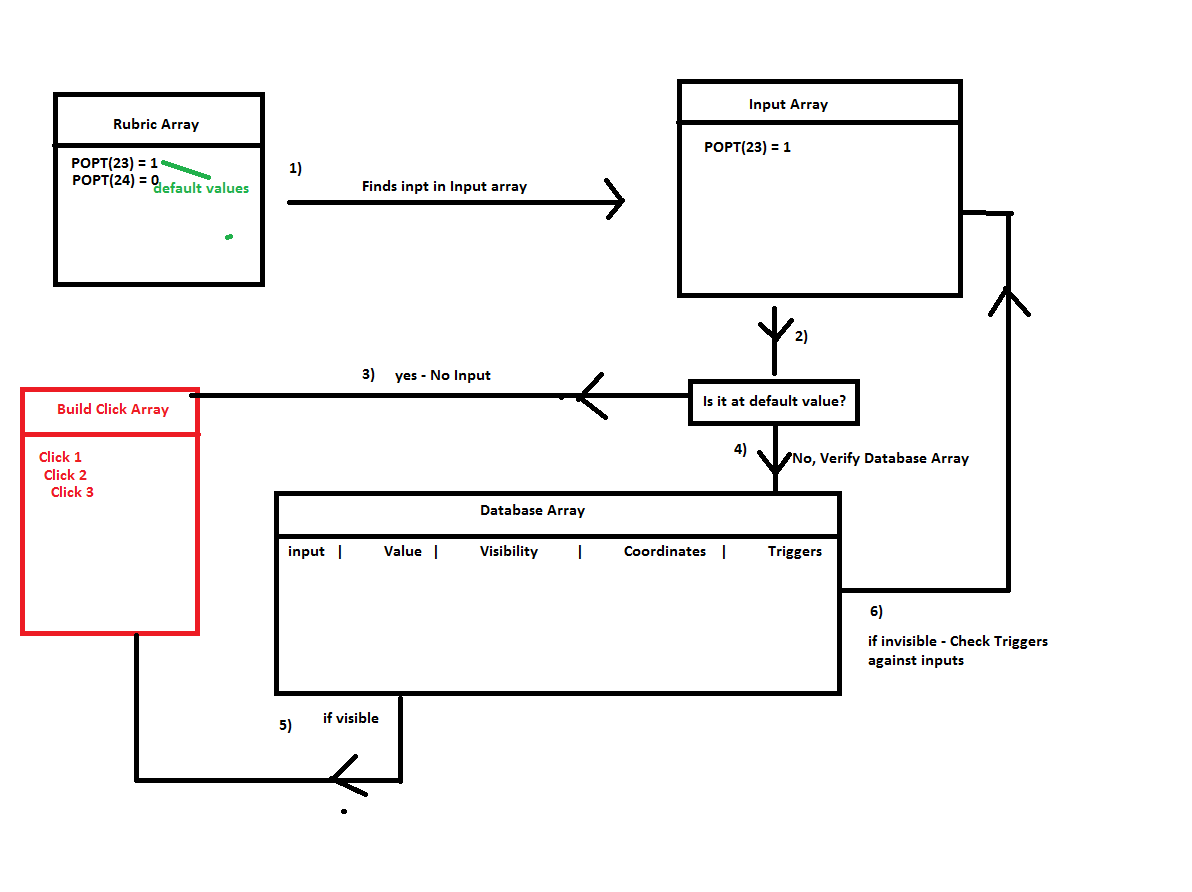 Rubric Array
POPT(23) = 1
POPT(24) = 0
default values
1)
Finds inpt in Input array
Input Array
POPT(23) = 1
2)
Is it at default value?
3) yes - No Input
4) No, Verify Database Array
Build Click Array
Click 1
Click 2
Click 3
Database Array
input | Value | Visibility | Coordinates | Triggers
5) if visible
6)
if invisible - Check Triggers
against inputs